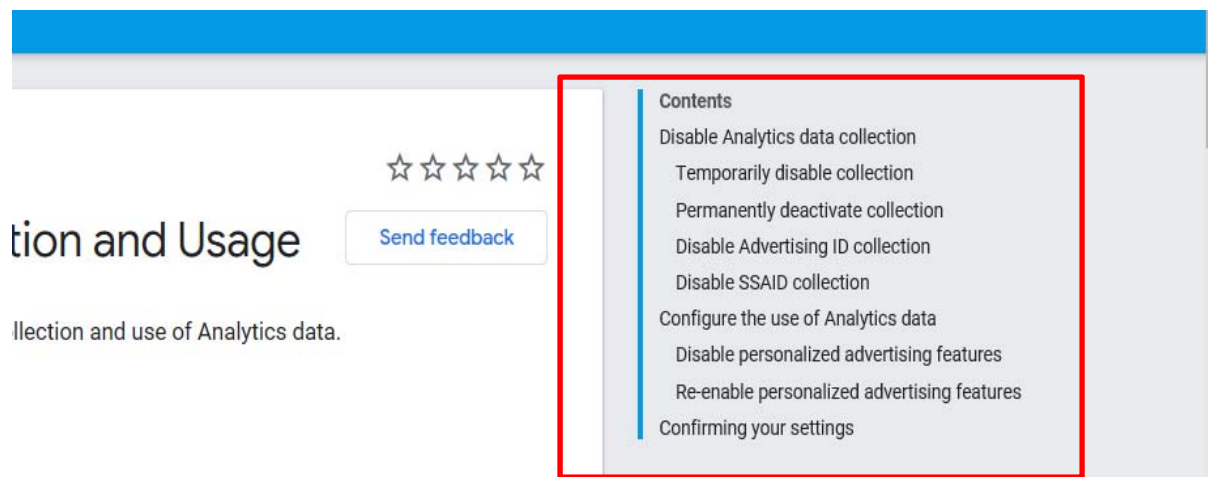 tion and Usage
Send feedback
llection and use of Analytics data.
Contents
Disable Analytics data collection
Temporarily disable collection
Permanently deactivate collection
Disable Advertising ID collection
Disable SSAID collection
Configure the use of Analytics data
Disable personalized advertising features
Re-enable personalized advertising features
Confirming your settings